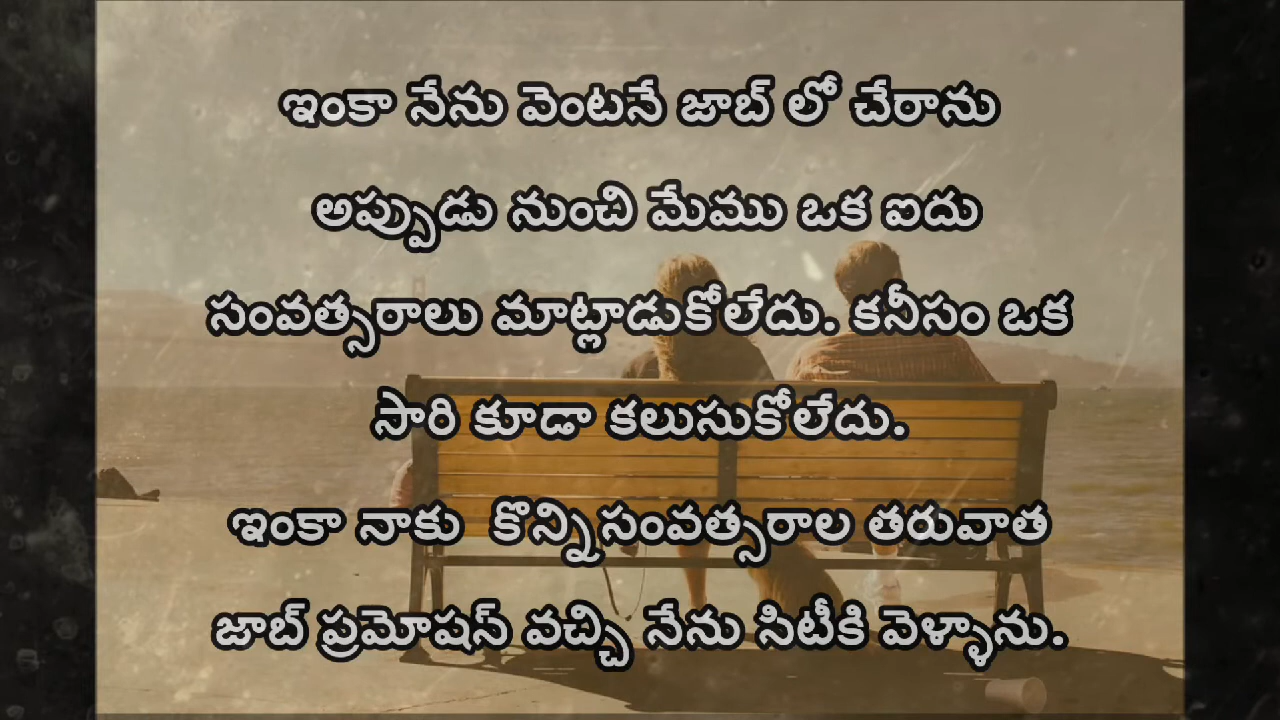 ఇంకా నేను వెంటనే జాబ్ లో చేరాను
అప్పుడు నుంచి మేము ఒక ఐదు
సంవత్సరాలు మాట్లాడుకోలేదు. కనీసం ఒక
సారి కూడా కలుసుకోలేదు.
ఇంకా నాకు కొన్నిసంవత్సరాల తరువాత
జాబ్ ప్రమోషన్ వచ్చి నేను సిటీకి వెళ్ళాను.